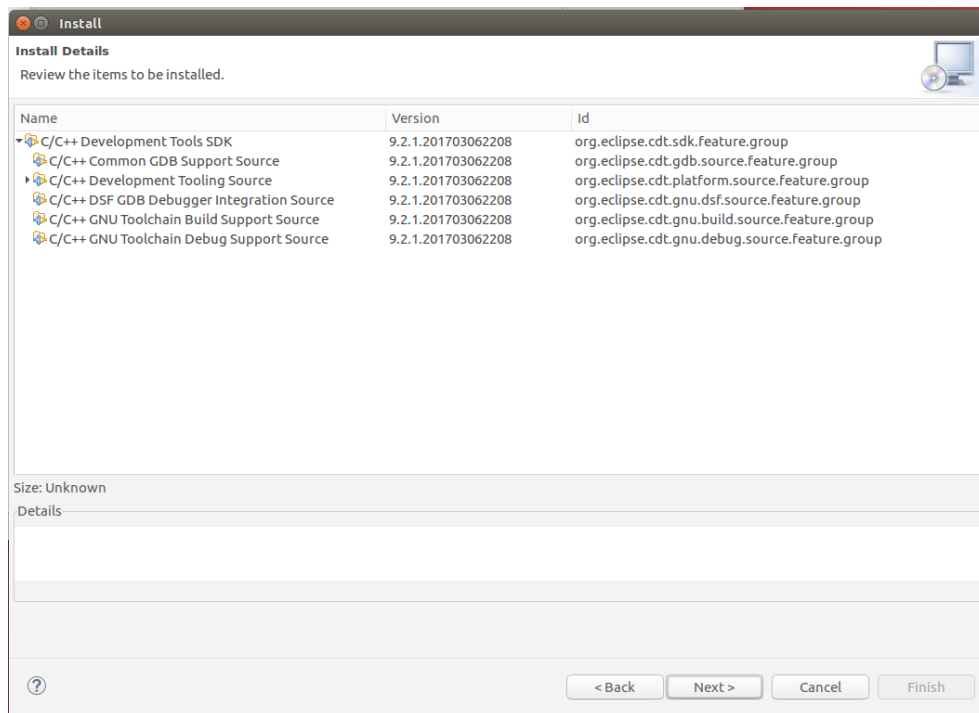 Install
Install Details
Review the items to be installed.
Name Version Id
C/C++ Development Tools SDK 9.2.1.201703062208 org.eclipse.cdt.sdk.feature.group
C/C++ Common GDB Support Source 9.2.1.201703062208 org.eclipse.cdt.gdb.source.feature.group
C/C++ Development Tooling Source 9.2.1.201703062208 org.eclipse.cdt.platform.source.feature.group
C/C++ DSF GDB Debugger Integration Source 9.2.1.201703062208 org.eclipse.cdt.gnu.dsf.source.feature.group
C/C++ GNU Toolchain Build Support Source 9.2.1.201703062208 org.eclipse.cdt.gnu.build.source.feature.group
C/C++ GNU Toolchain Debug Support Source 9.2.1.201703062208 org.eclipse.cdt.gnu.debug.source.feature.group
Size: Unknown
Details
? < Back Next > Cancel Finish